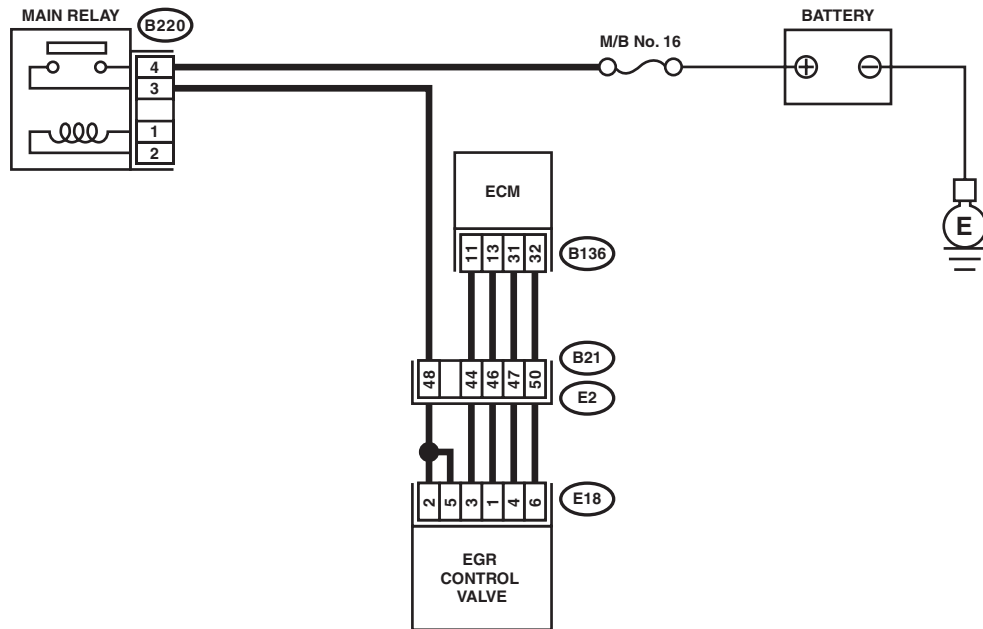 MAIN RELAY
B220
BATTERY
M/B No. 16
4
3
1
2
E
ECM
11 13 31 32
B136
48 44 46 47 50
B21
E2
2 5 3 1 4 6
E18
EGR
CONTROL
VALVE